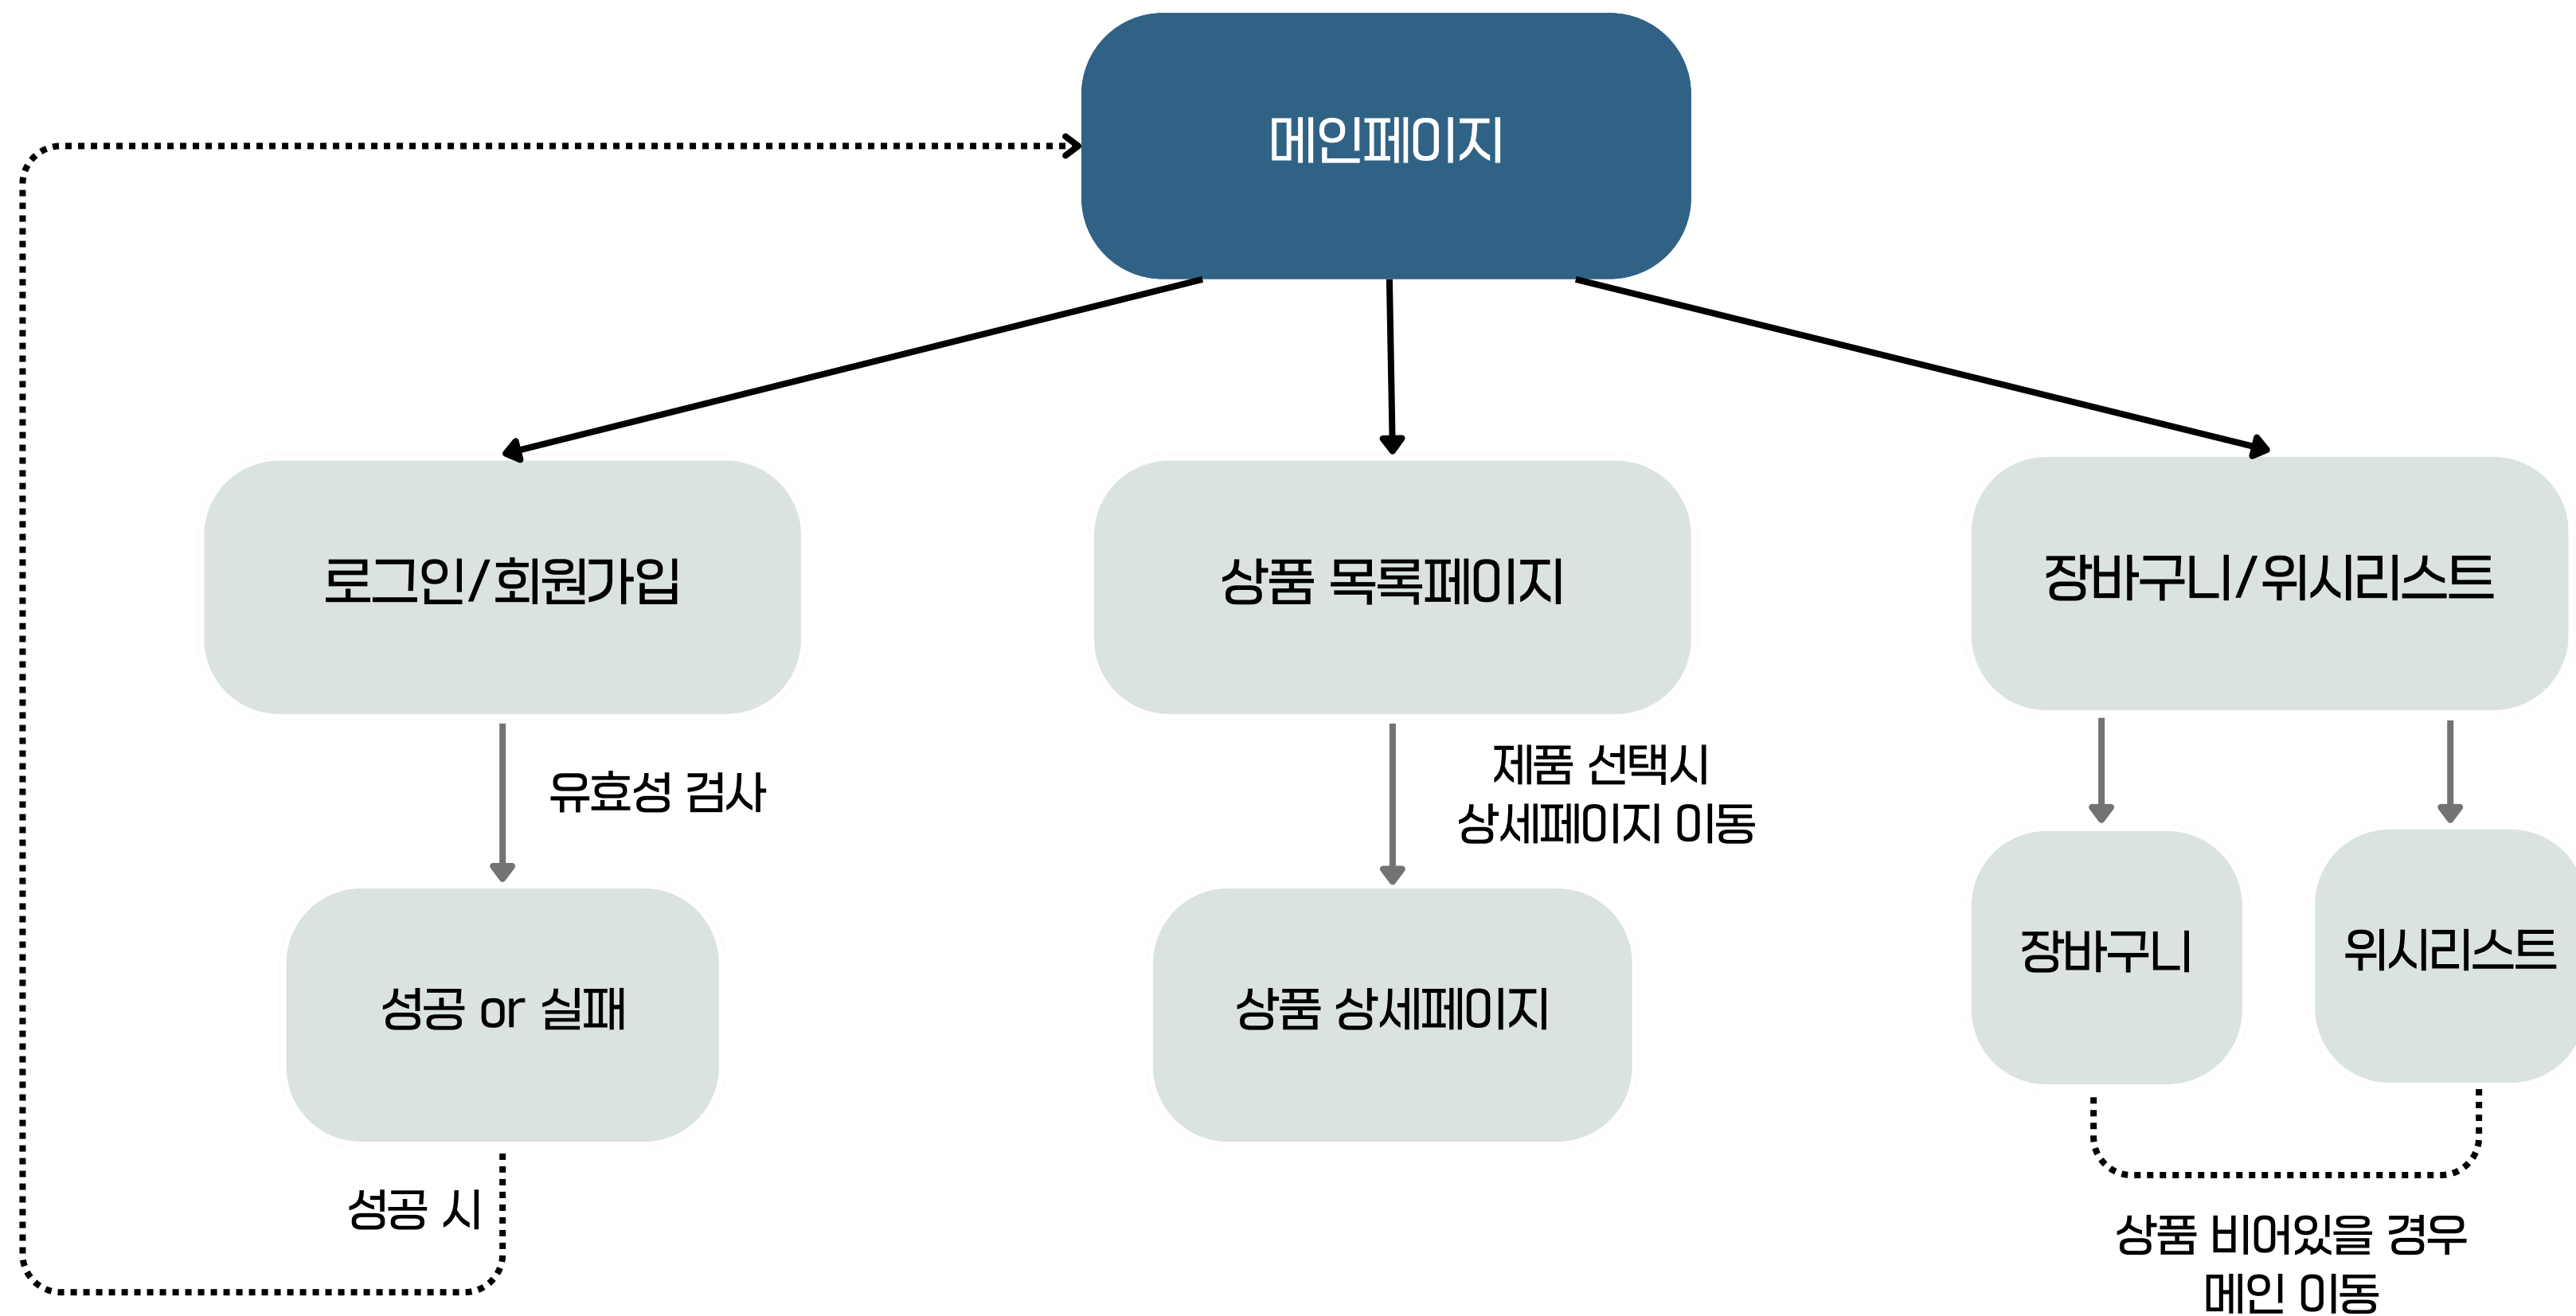 메인페이지
로그인/회원가입
상품 목록페이지
장바구니/위시리스트
유효성 검사
제품 선택시
상세페이지 이동
성공 or 실패
상품 상세페이지
장바구니
위시리스트
성공 시
상품 비어있을 경우
메인 이동